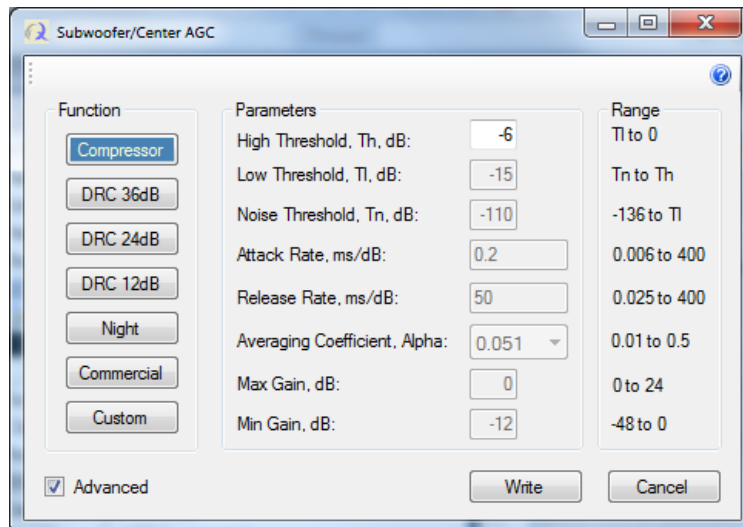 Subwoofer/Center AGC
Function
Compressor
DRC 36dB
DRC 24dB
DRC 12dB
Night
Commercial
Custom
Parameters
Range
High Threshold, Th, dB: -6 Tl to 0
Low Threshold, Tl, dB: -15 Tn to Th
Noise Threshold, Tn, dB: -110 -136 to Tl
Attack Rate, ms/dB: 0.2 0.006 to 400
Release Rate, ms/dB: 50 0.025 to 400
Averaging Coefficient, Alpha: 0.051 0.01 to 0.5
Max Gain, dB: 0 0 to 24
Min Gain, dB: -12 -48 to 0
Advanced
Write
Cancel